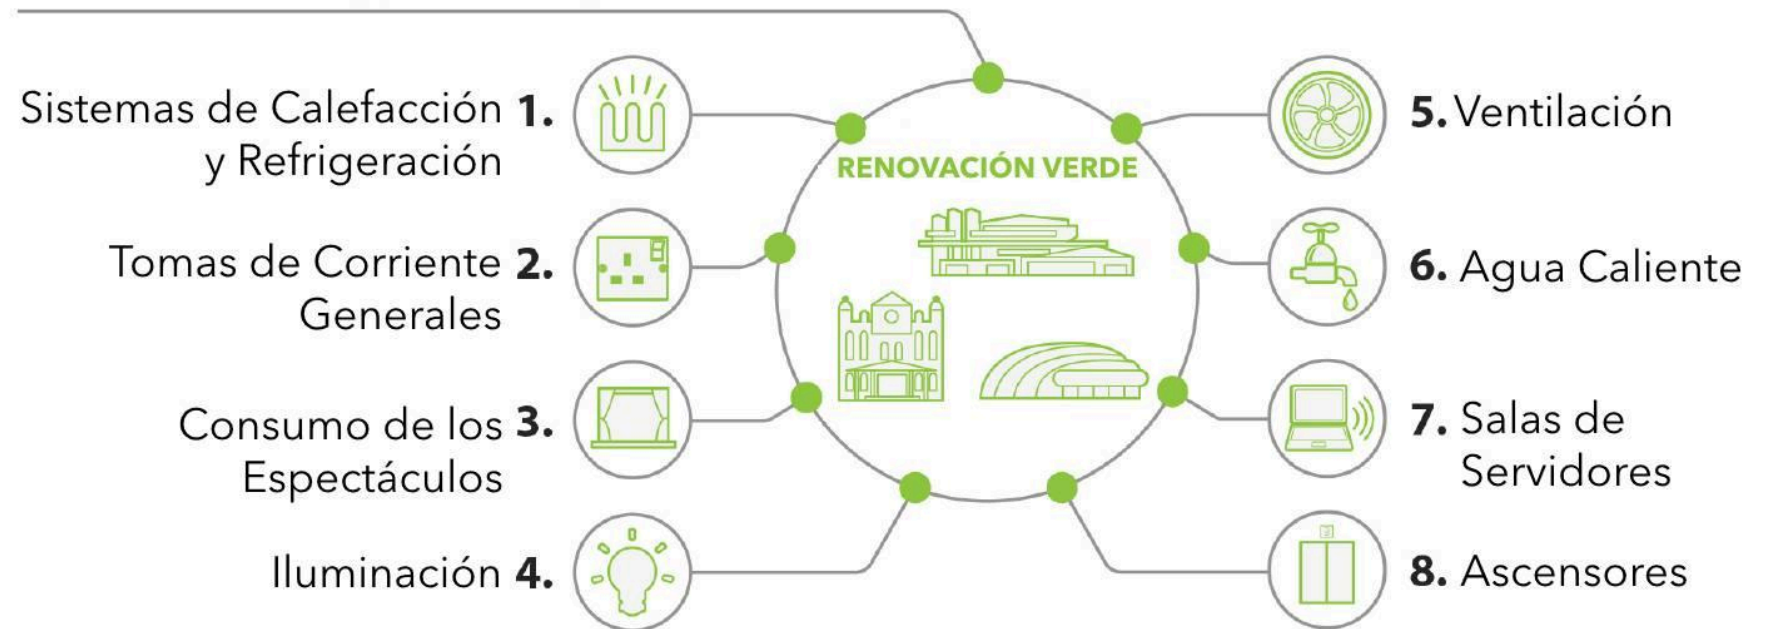 Sistemas de Calefacción 1.
y Refrigeración
Tomas de Corriente 2.
Generales
Consumo de los 3.
Espectáculos
Iluminación 4.
RENOVACIÓN VERDE
5. Ventilación
6. Agua Caliente
7. Salas de
Servidores
8. Ascensores